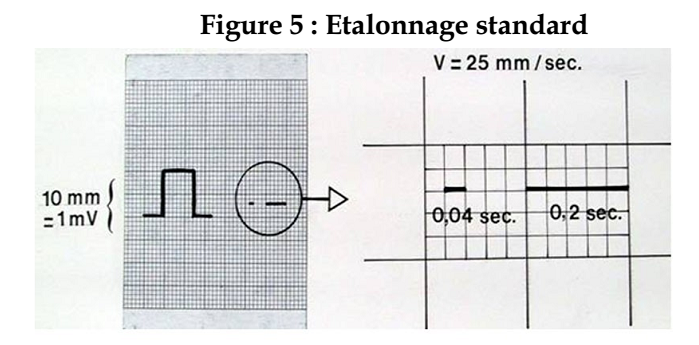 Figure 5 : Etalonnage standard
V = 25 mm / sec.
10 mm
= 1 mV
0,04 sec.
0,2 sec.